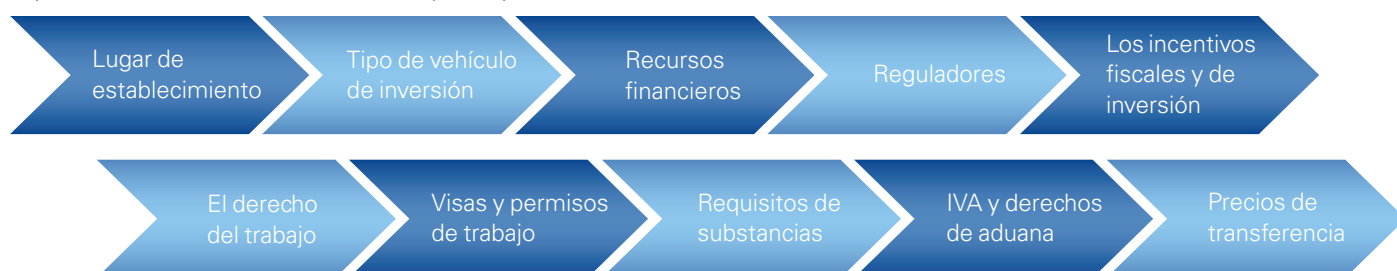 Lugar de
establecimiento
Tipo de vehículo
de inversión
Recursos
financieros
Reguladores
Los incentivos
fiscales y de
inversión
El derecho
del trabajo
Visas y permisos
de trabajo
Requisitos de
substancias
IVA y derechos
de aduana
Precios de
transferencia